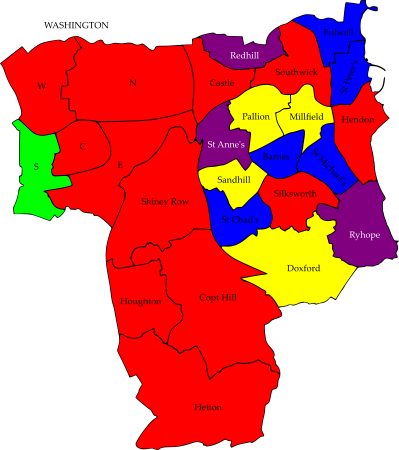 WASHINGTON
Fulwell
Redhill
St Peter's
Southwick
W
N
Castle
Pallion
Millfield
Hendon
C
St Anne's
Barnes
St Michael's
S
E
Sandhill
Silksworth
Shiney Row
St Chad's
Ryhope
Doxford
Houghton
Copt Hill
Hetton